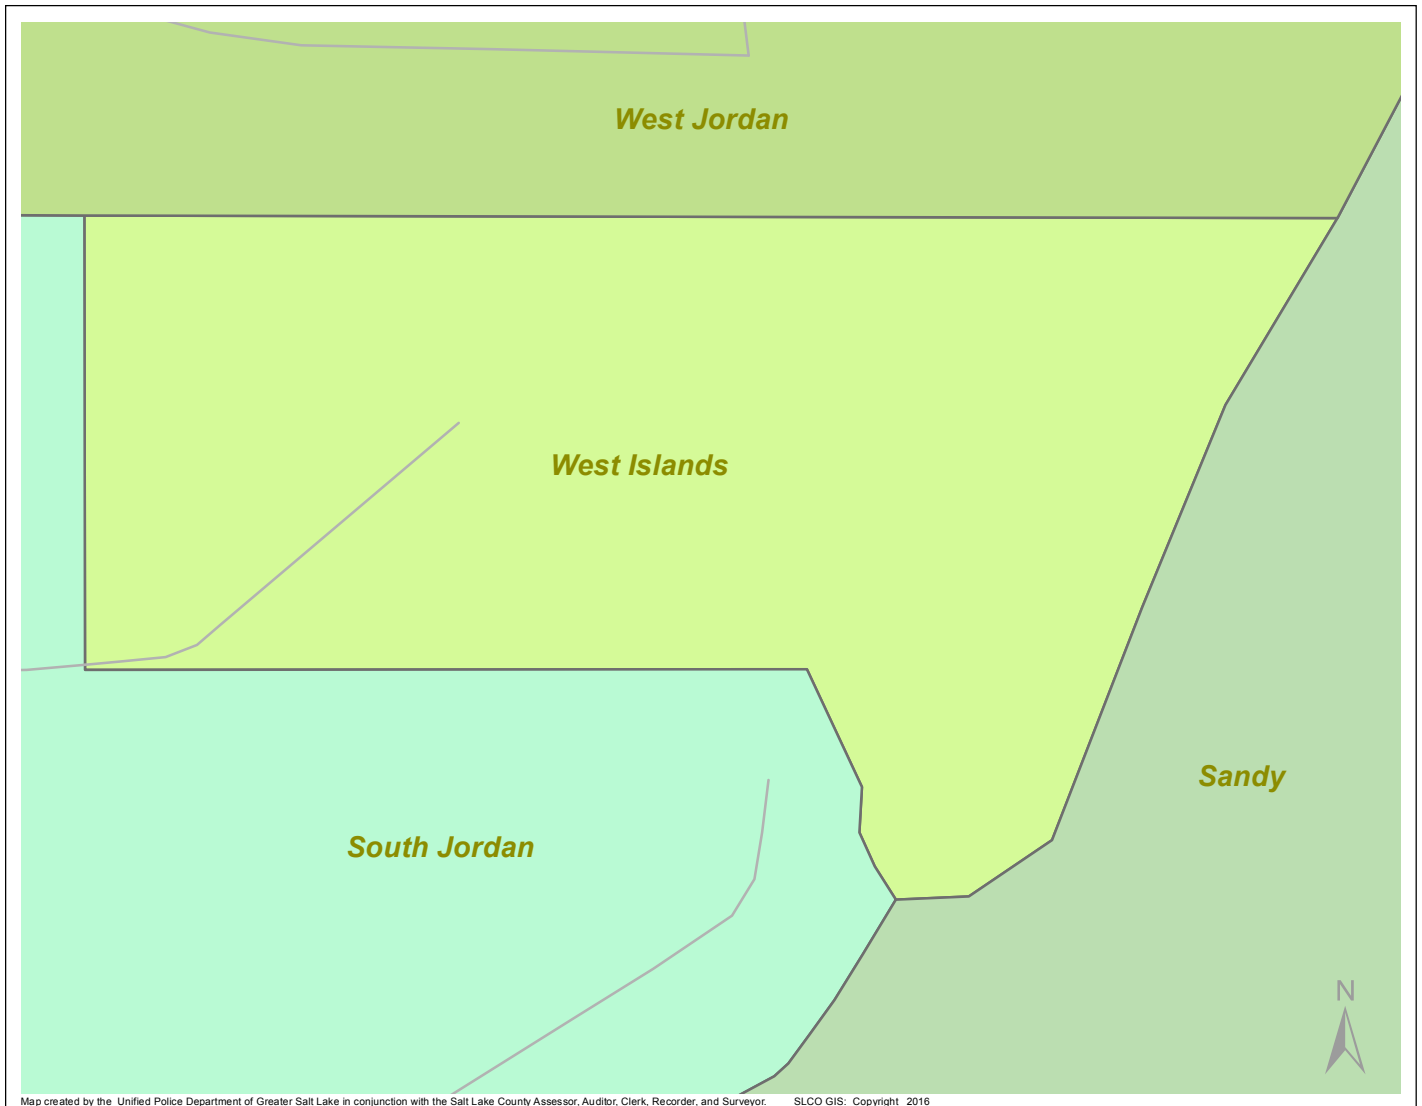 West Jordan
West Islands
Sandy
South Jordan
N
Map created by the Unified Police Department of Greater Salt Lake in conjunction with the Salt Lake County Assessor, Auditor, Clerk, Recorder, and Surveyor. SLCO GIS: Copyright 2016